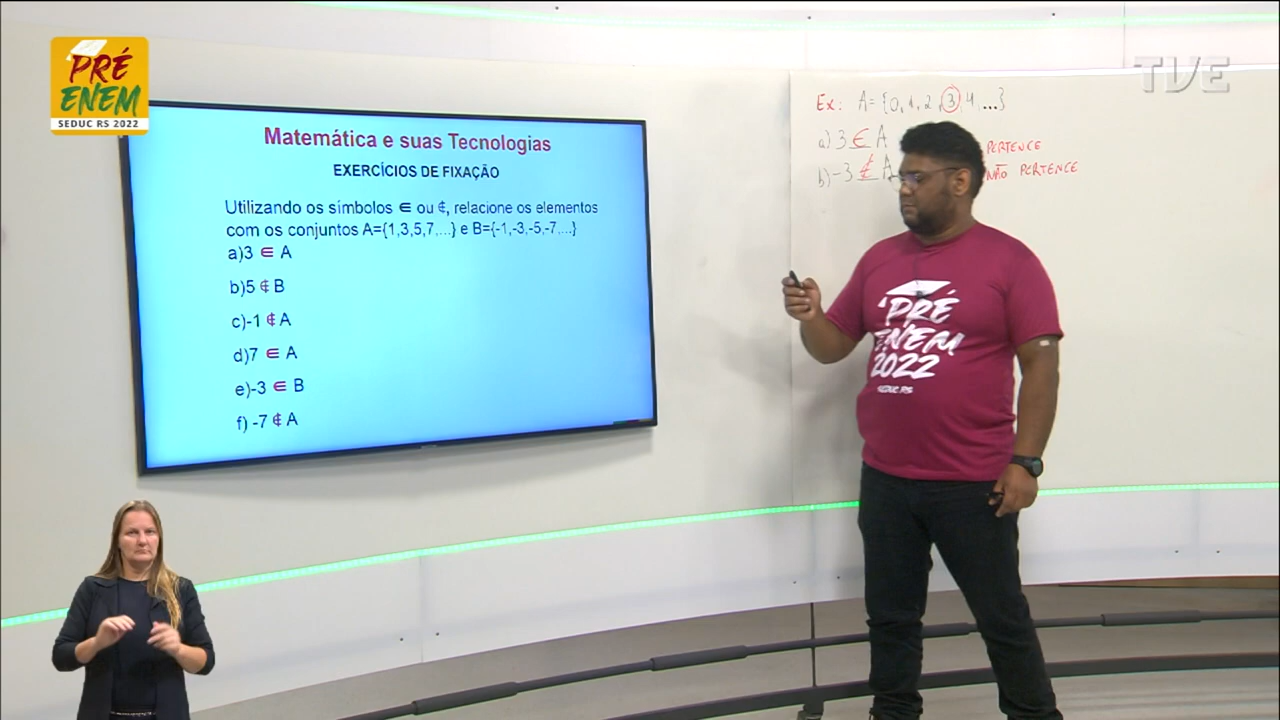 PRÉ
ENEM
SEDUC RS 2022
TVE
Matemática e suas Tecnologias
EXERCÍCIOS DE FIXAÇÃO
Utilizando os símbolos ∈ ou ∉, relacione os elementos
com os conjuntos A={1,3,5,7,...} e B={-1,-3,-5,-7,...}
a)3 ∈ A
b)5 ∉ B
c)-1 ∉ A
d)7 ∈ A
e)-3 ∈ B
f) -7 ∉ A
Ex: A={0,1,2,3,4,...}
a) 3 ∈ A PERTENCE
b) -3 ∉ A NÃO PERTENCE
PRÉ
ENEM
2022
SEDUC RS